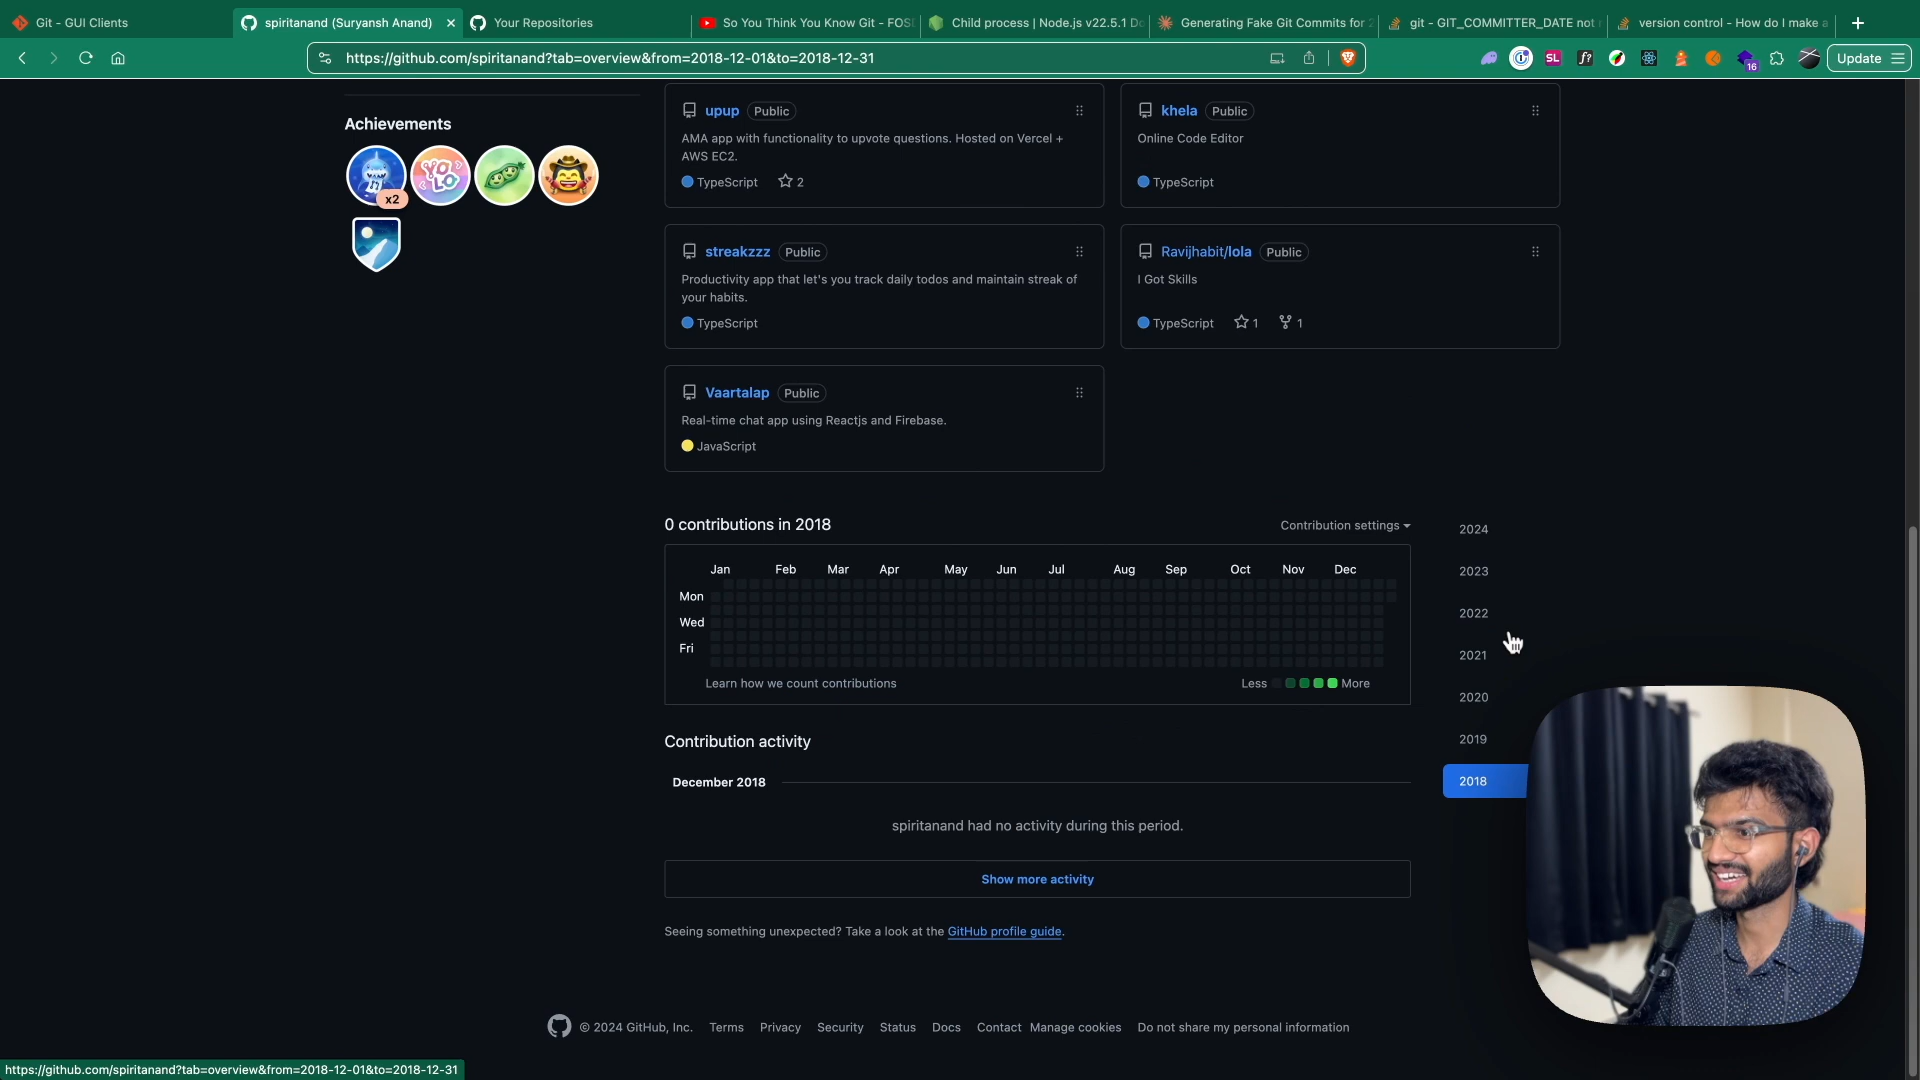 Git - GUI Clients
spiritanand (Suryansh Anand)
Your Repositories
So You Think You Know Git - FOS
Child process | Node.js v22.5.1 Do
Generating Fake Git Commits for 2
git - GIT_COMMITTER_DATE not
version control - How do I make a
https://github.com/spiritanand?tab=overview&from=2018-12-01&to=2018-12-31
SL
f?
16
Update
Achievements
YOLO
x2
upup Public
AMA app with functionality to upvote questions. Hosted on Vercel +
AWS EC2.
TypeScript 2
khela Public
Online Code Editor
TypeScript
streakzzz Public
Productivity app that let's you track daily todos and maintain streak of
your habits.
TypeScript
Ravijhabit/lola Public
I Got Skills
TypeScript 1 1
Vaartalap Public
Real-time chat app using Reactjs and Firebase.
JavaScript
0 contributions in 2018
Contribution settings
Jan Feb Mar Apr May Jun Jul Aug Sep Oct Nov Dec
Mon
Wed
Fri
Learn how we count contributions
Less More
2024
2023
2022
2021
2020
2019
2018
Contribution activity
December 2018
spiritanand had no activity during this period.
Show more activity
Seeing something unexpected? Take a look at the GitHub profile guide.
© 2024 GitHub, Inc. Terms Privacy Security Status Docs Contact Manage cookies Do not share my personal information
https://github.com/spiritanand?tab=overview&from=2018-12-01&to=2018-12-31